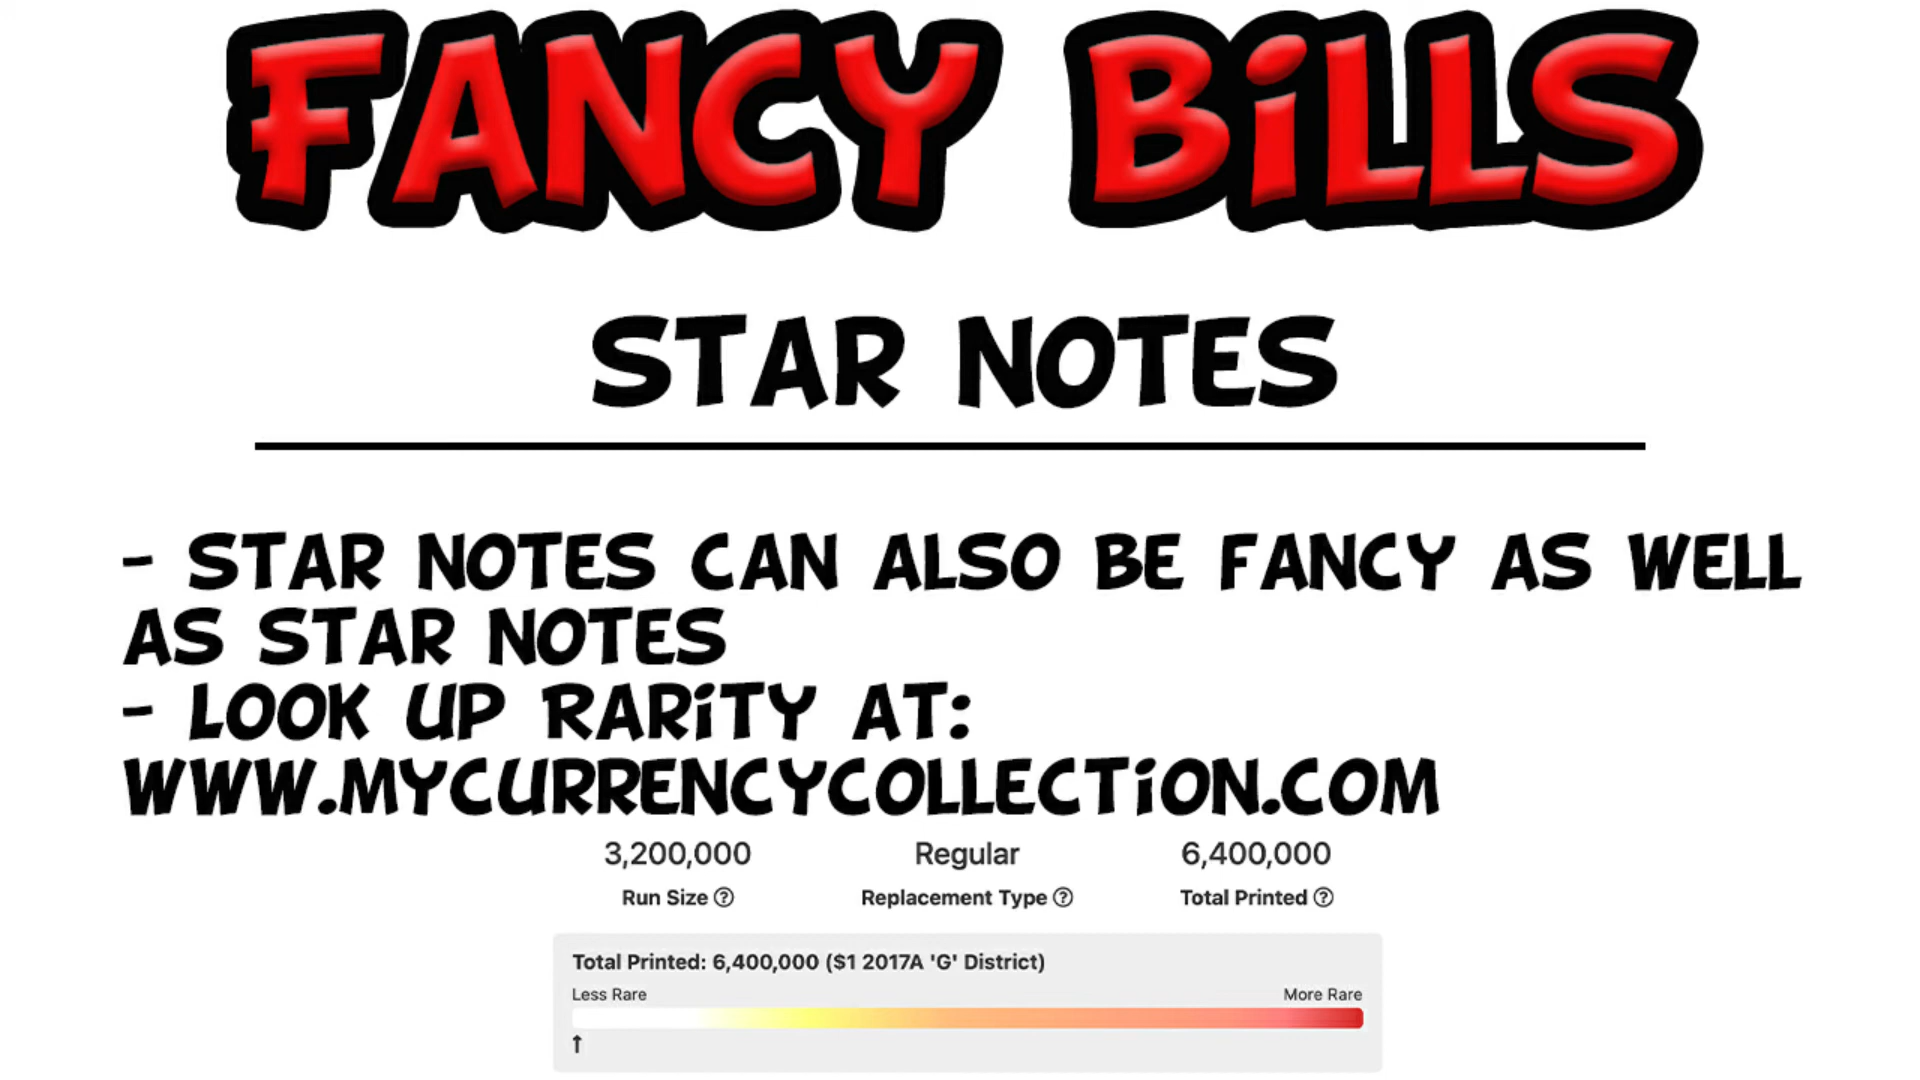 FANCY BiLLS
STAR NOTES
- STAR NOTES CAN ALSO BE FANCY AS WELL
AS STAR NOTES
- LOOK UP RARiTY AT:
WWW.MYCURRENCYCOLLECTiON.COM
3,200,000 Regular 6,400,000
Run Size ? Replacement Type ? Total Printed ?
Total Printed: 6,400,000 ($1 2017A 'G' District)
Less Rare More Rare
↑